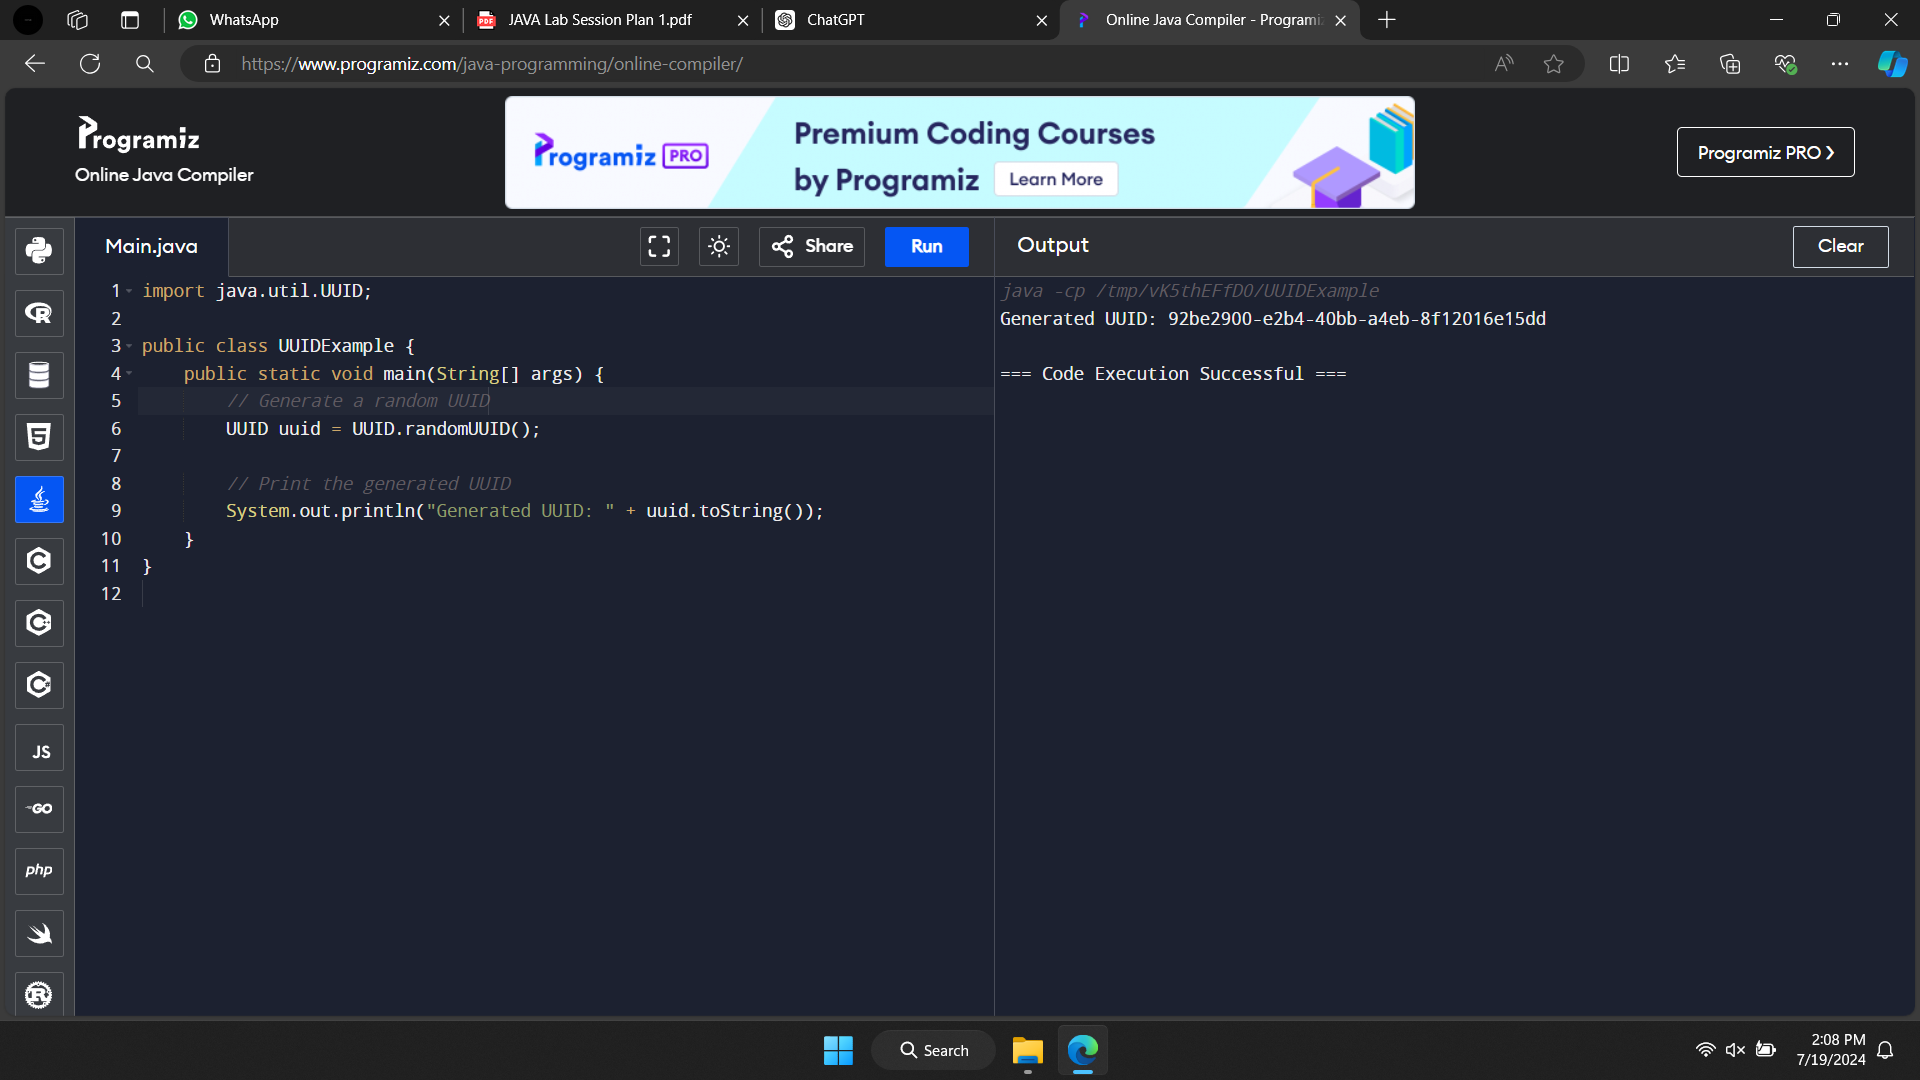 WhatsApp
JAVA Lab Session Plan 1.pdf
ChatGPT
Online Java Compiler - Programiz
https://www.programiz.com/java-programming/online-compiler/
Programiz
Online Java Compiler
Programiz PRO
Premium Coding Courses
by Programiz
Learn More
Programiz PRO
Main.java
Share
Run
Output
Clear
1 import java.util.UUID;
2
3 public class UUIDExample {
4     public static void main(String[] args) {
5         // Generate a random UUID
6         UUID uuid = UUID.randomUUID();
7
8         // Print the generated UUID
9         System.out.println("Generated UUID: " + uuid.toString());
10     }
11 }
12
java -cp /tmp/vK5thEFfDO/UUIDExample
Generated UUID: 92be2900-e2b4-40bb-a4eb-8f12016e15dd
=== Code Execution Successful ===
JS
GO
php
Search
2:08 PM
7/19/2024